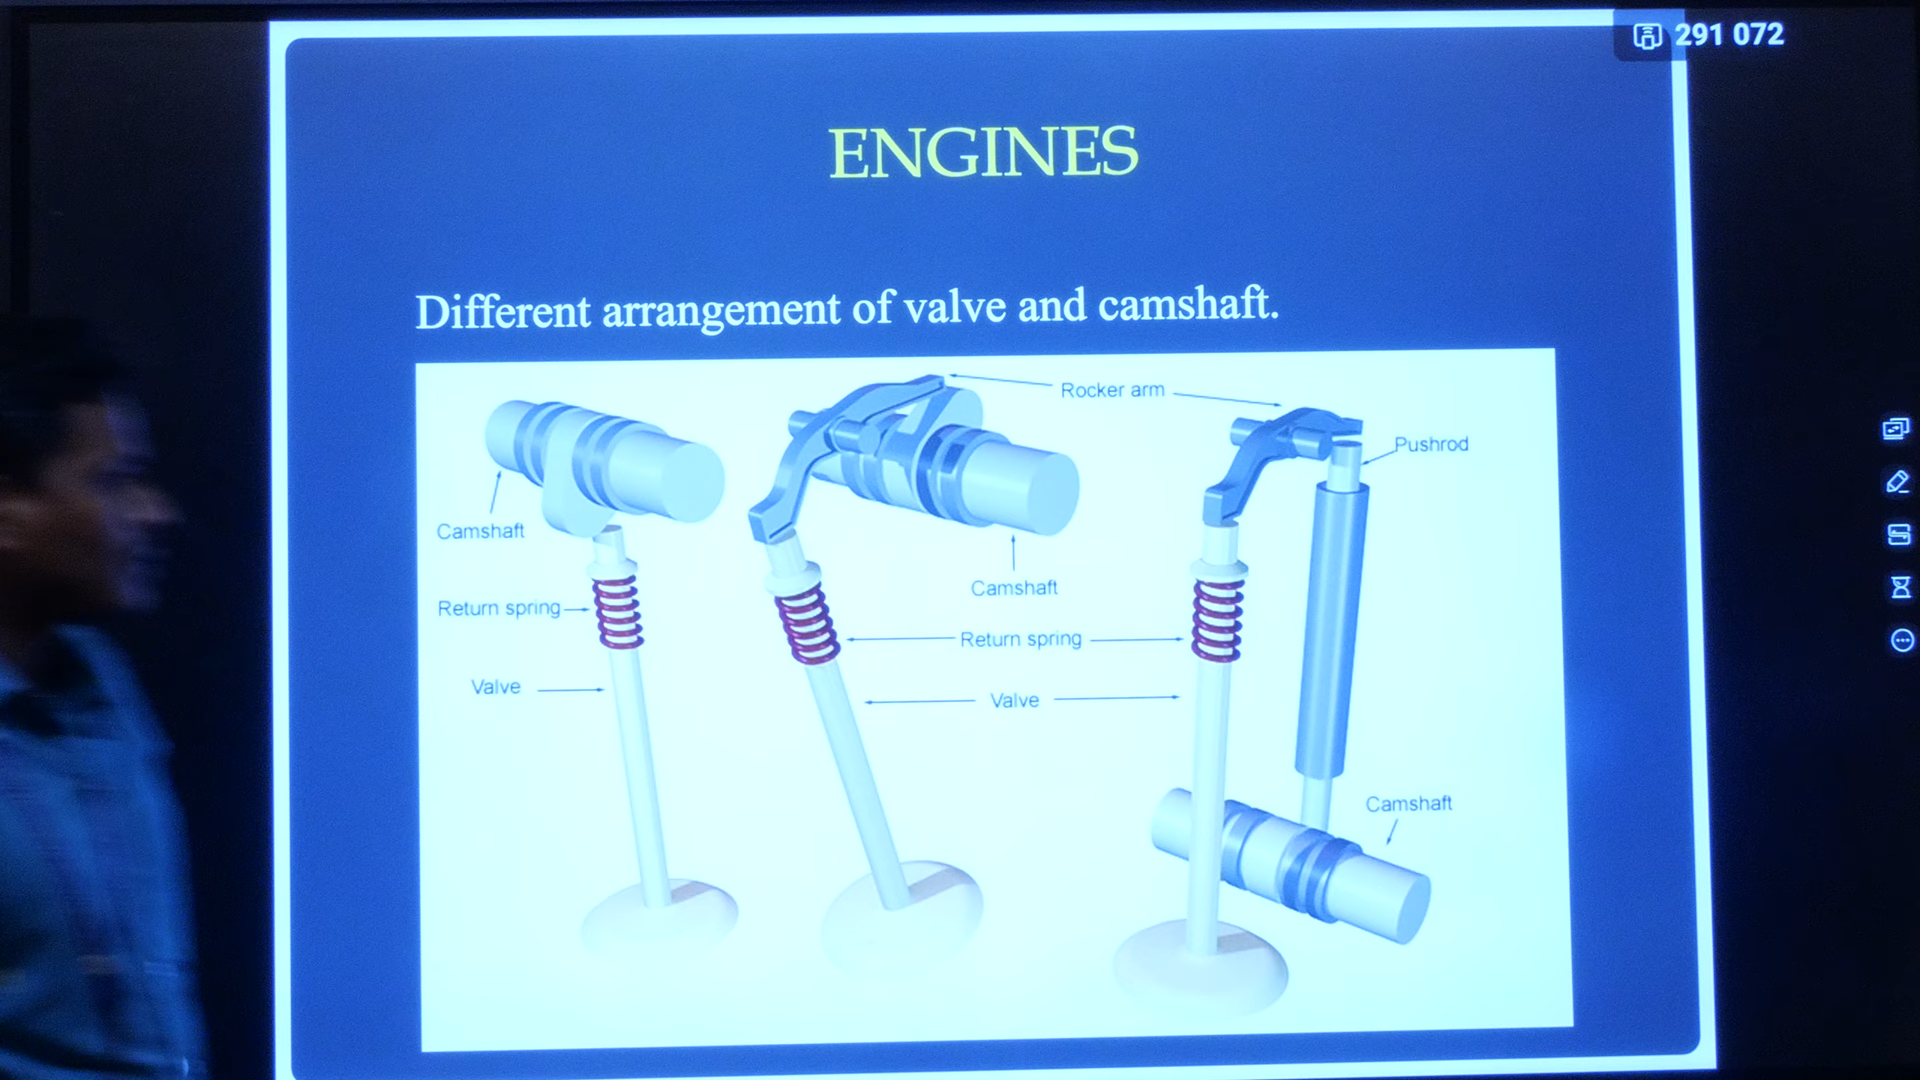 291 072
ENGINES
Different arrangement of valve and camshaft.
Rocker arm
Pushrod
Camshaft
Camshaft
Return spring
Return spring
Valve
Valve
Camshaft